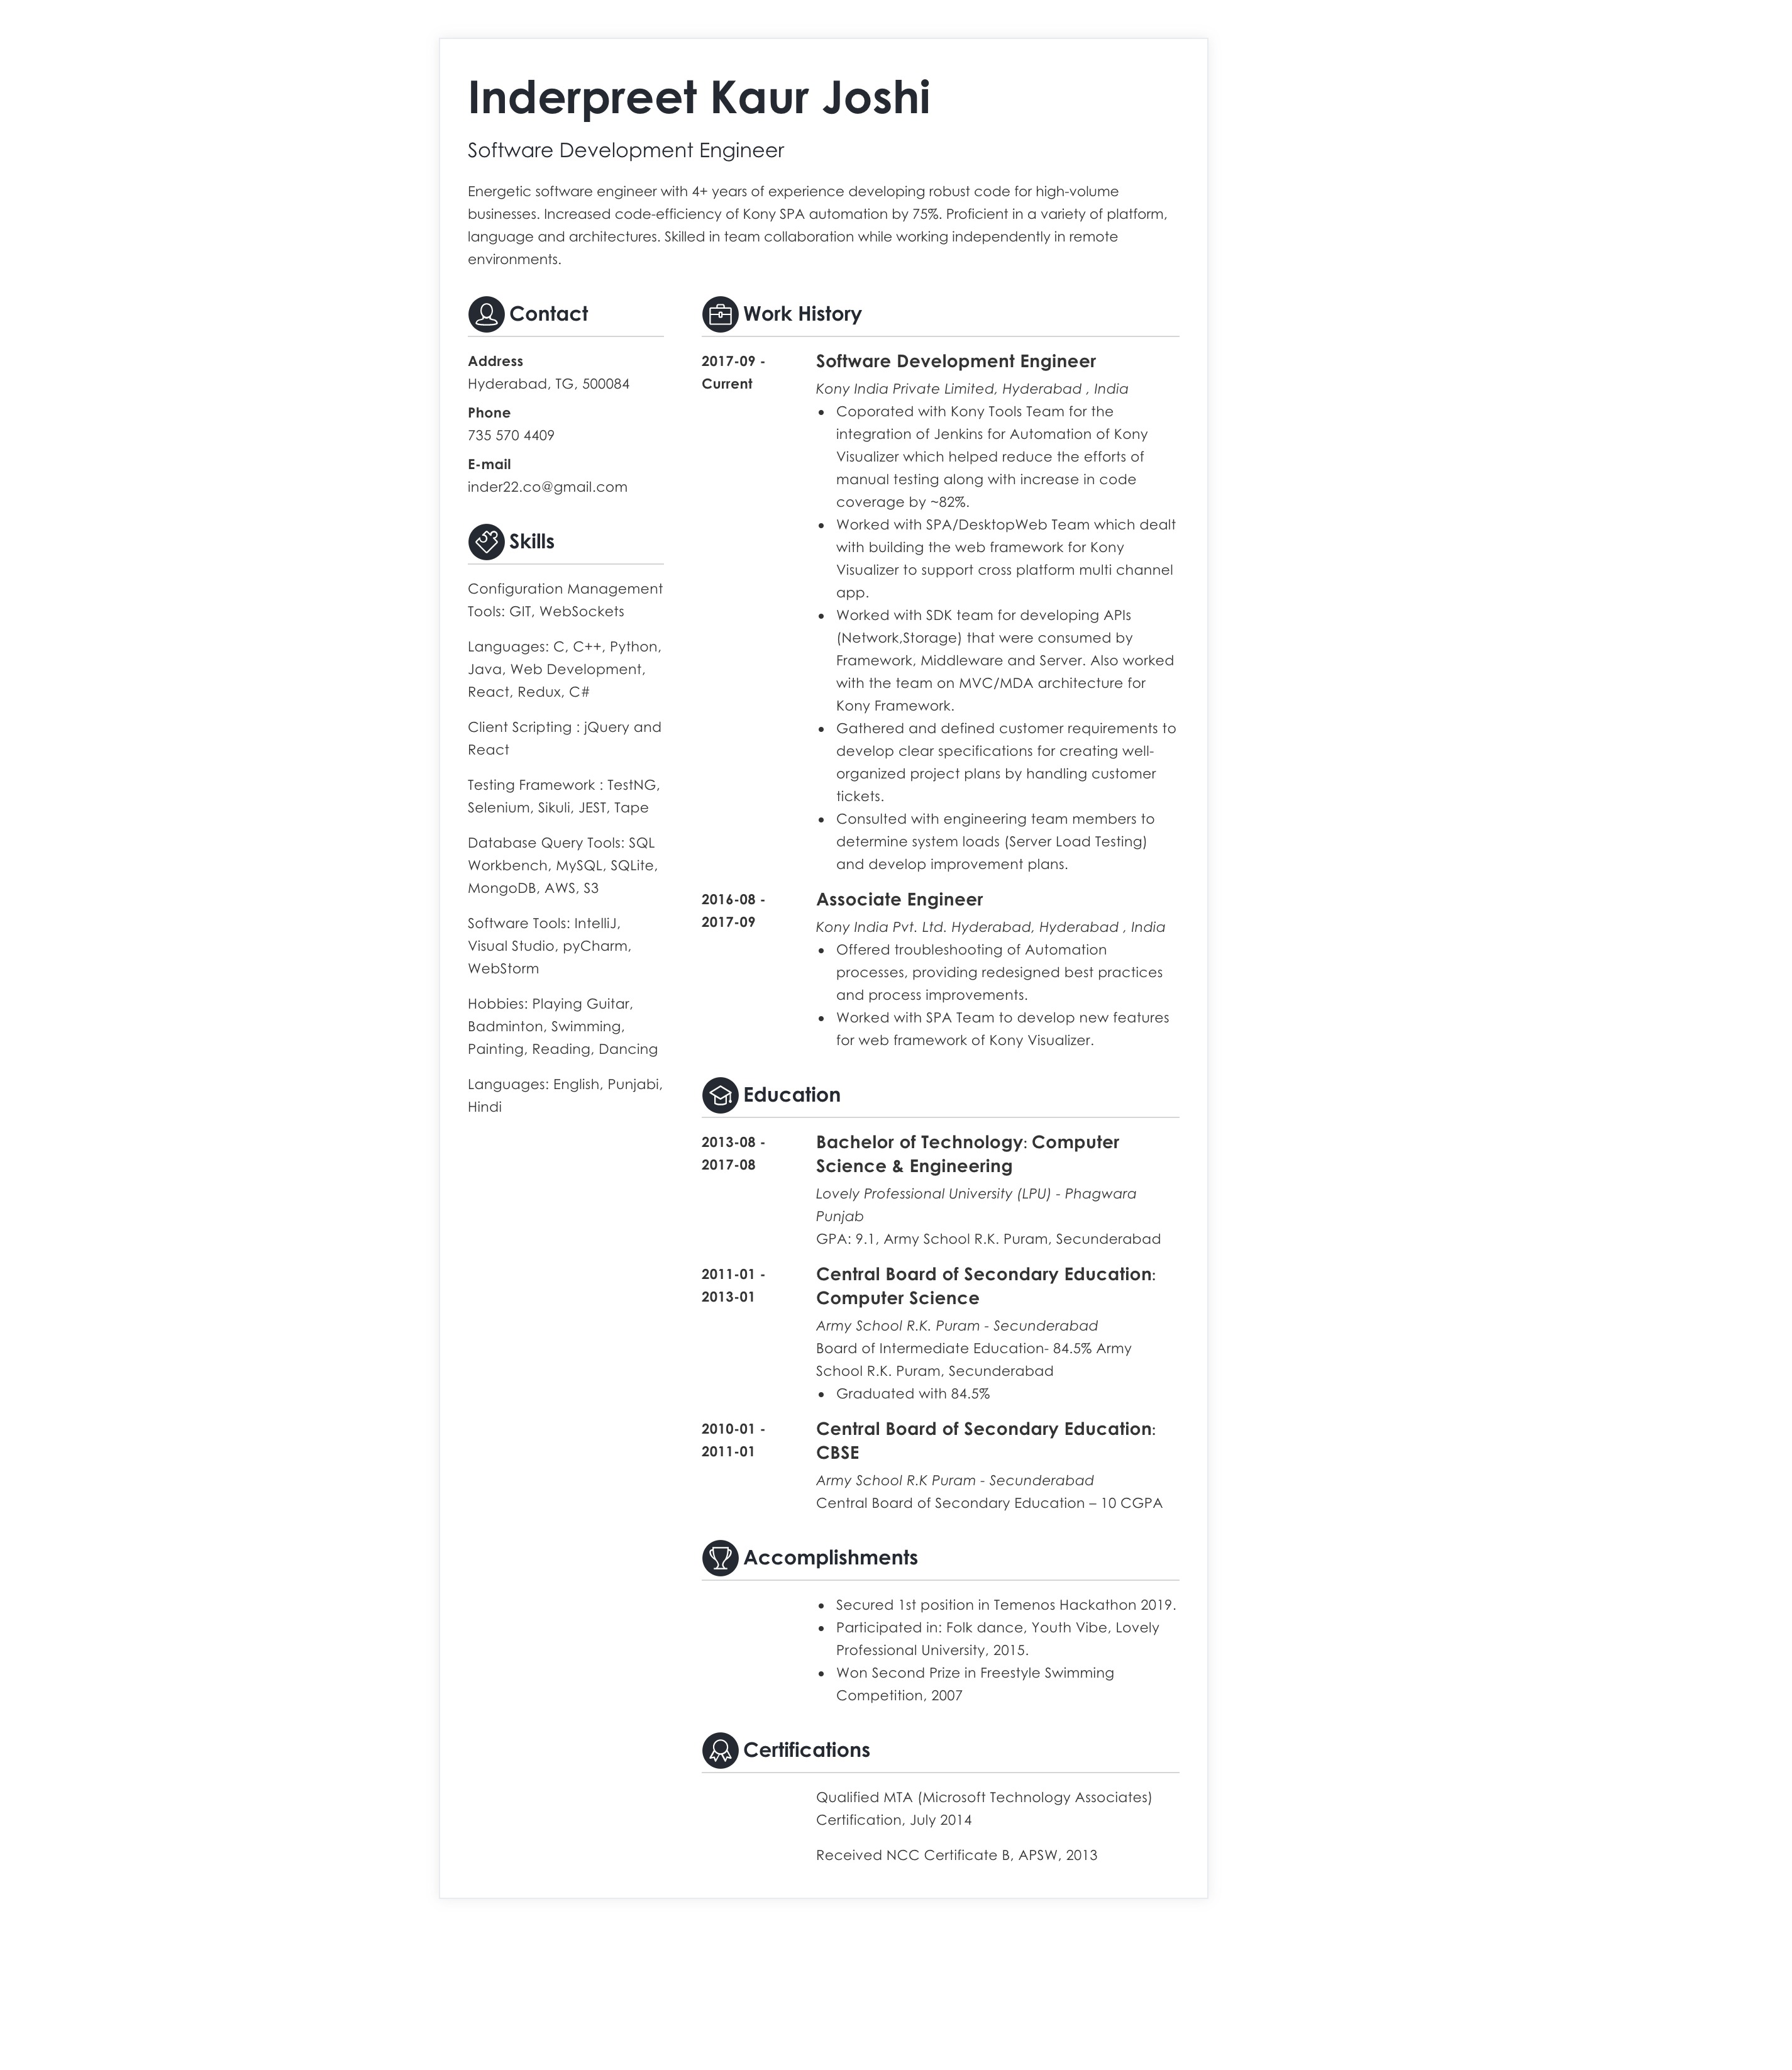 Inderpreet Kaur Joshi
Software Development Engineer
Energetic software engineer with 4+ years of experience developing robust code for high-volume
businesses. Increased code-efficiency of Kony SPA automation by 75%. Proficient in a variety of platform,
language and architectures. Skilled in team collaboration while working independently in remote
environments.
Contact
Address
Hyderabad, TG, 500084
Phone
735 570 4409
E-mail
inder22.co@gmail.com
Skills
Configuration Management
Tools: GIT, WebSockets
Languages: C, C++, Python,
Java, Web Development,
React, Redux, C#
Client Scripting : jQuery and
React
Testing Framework : TestNG,
Selenium, Sikuli, JEST, Tape
Database Query Tools: SQL
Workbench, MySQL, SQLite,
MongoDB, AWS, S3
Software Tools: IntelliJ,
Visual Studio, pyCharm,
WebStorm
Hobbies: Playing Guitar,
Badminton, Swimming,
Painting, Reading, Dancing
Languages: English, Punjabi,
Hindi
Work History
2017-09 -
Current
Software Development Engineer
Kony India Private Limited, Hyderabad , India
• Coporated with Kony Tools Team for the
integration of Jenkins for Automation of Kony
Visualizer which helped reduce the efforts of
manual testing along with increase in code
coverage by ~82%.
• Worked with SPA/DesktopWeb Team which dealt
with building the web framework for Kony
Visualizer to support cross platform multi channel
app.
• Worked with SDK team for developing APIs
(Network,Storage) that were consumed by
Framework, Middleware and Server. Also worked
with the team on MVC/MDA architecture for
Kony Framework.
• Gathered and defined customer requirements to
develop clear specifications for creating well-
organized project plans by handling customer
tickets.
• Consulted with engineering team members to
determine system loads (Server Load Testing)
and develop improvement plans.
2016-08 -
2017-09
Associate Engineer
Kony India Pvt. Ltd. Hyderabad, Hyderabad , India
• Offered troubleshooting of Automation
processes, providing redesigned best practices
and process improvements.
• Worked with SPA Team to develop new features
for web framework of Kony Visualizer.
Education
2013-08 -
2017-08
Bachelor of Technology: Computer
Science & Engineering
Lovely Professional University (LPU) - Phagwara
Punjab
GPA: 9.1, Army School R.K. Puram, Secunderabad
2011-01 -
2013-01
Central Board of Secondary Education:
Computer Science
Army School R.K. Puram - Secunderabad
Board of Intermediate Education- 84.5% Army
School R.K. Puram, Secunderabad
• Graduated with 84.5%
2010-01 -
2011-01
Central Board of Secondary Education:
CBSE
Army School R.K Puram - Secunderabad
Central Board of Secondary Education – 10 CGPA
Accomplishments
• Secured 1st position in Temenos Hackathon 2019.
• Participated in: Folk dance, Youth Vibe, Lovely
Professional University, 2015.
• Won Second Prize in Freestyle Swimming
Competition, 2007
Certifications
Qualified MTA (Microsoft Technology Associates)
Certification, July 2014
Received NCC Certificate B, APSW, 2013